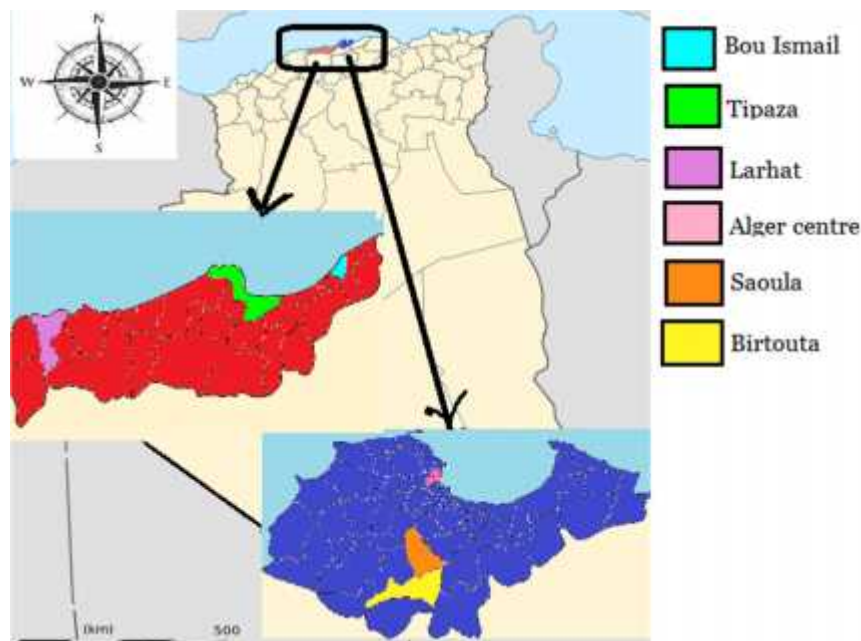 N
W E
S
Bou Ismail
Tipaza
Larhat
Alger centre
Saoula
Birtouta
(km) 500